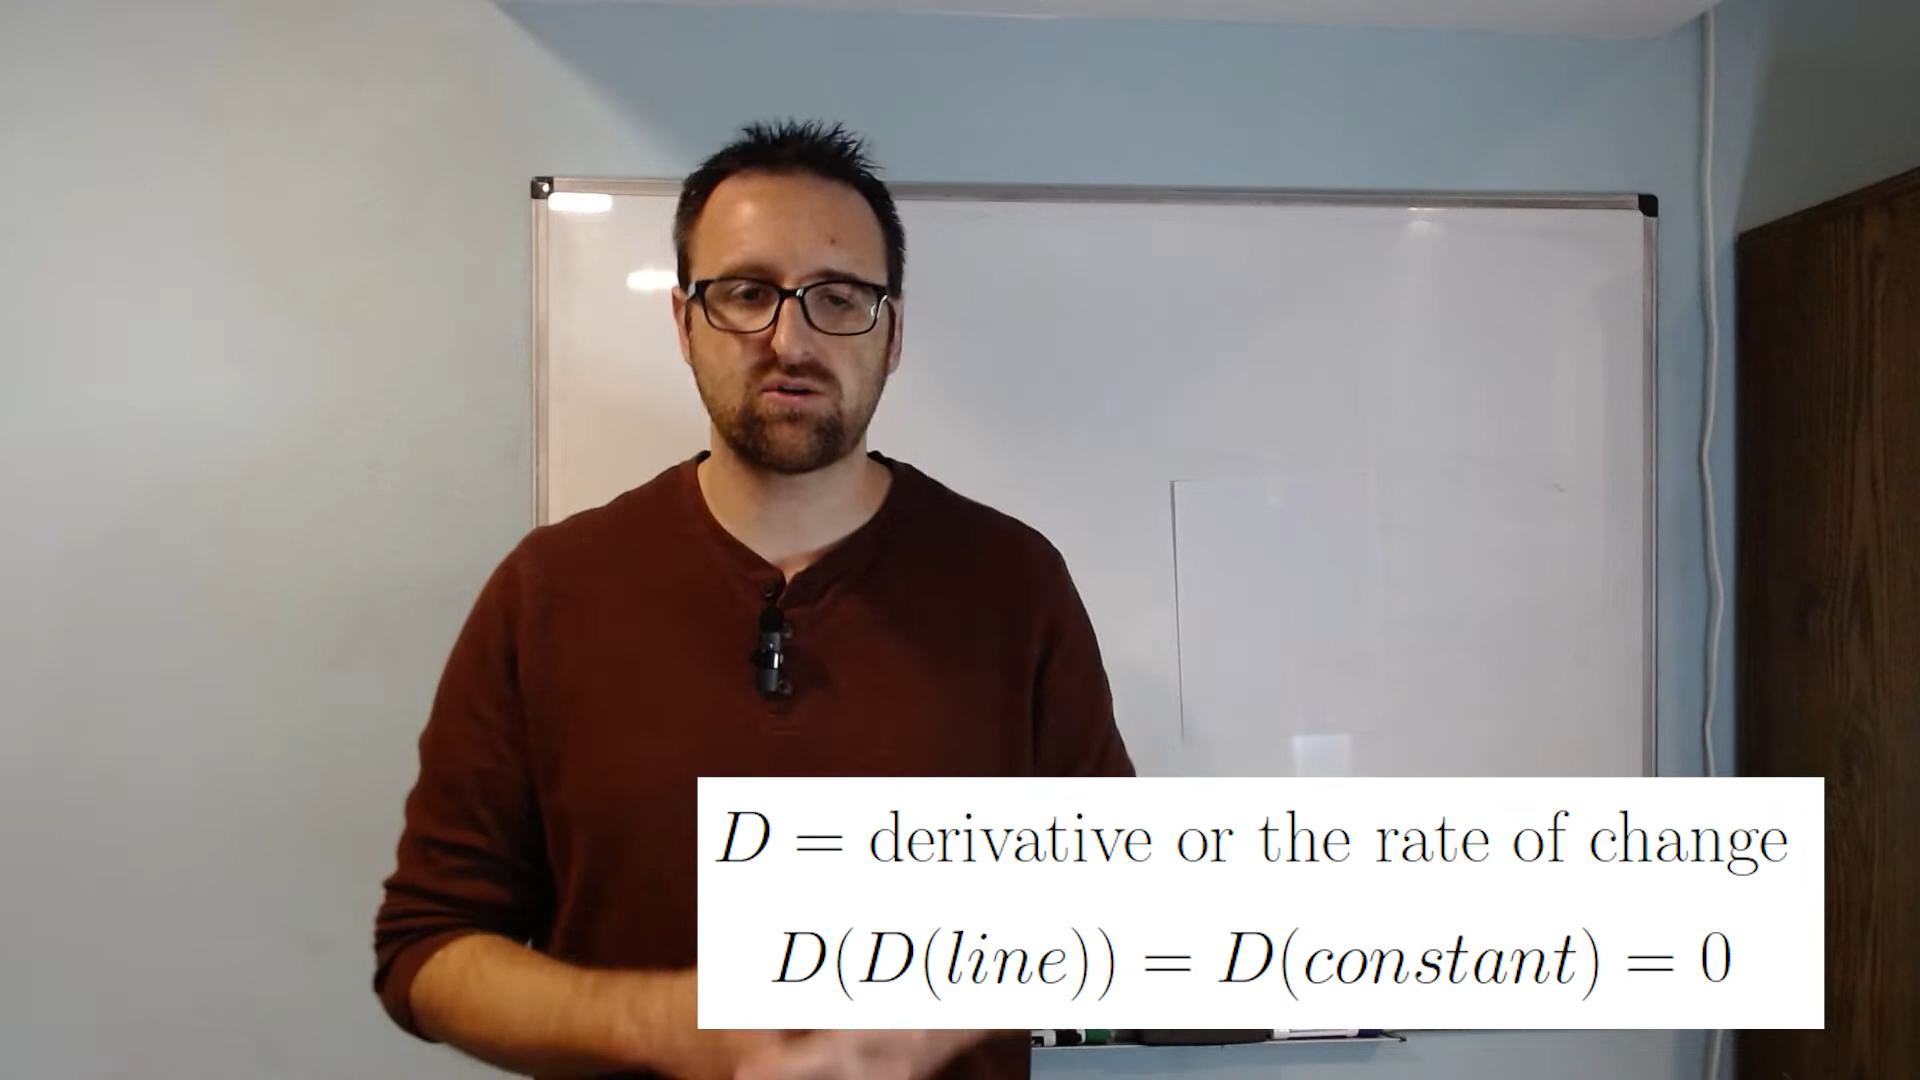 D = derivative or the rate of change
D(D(line)) = D(constant) = 0